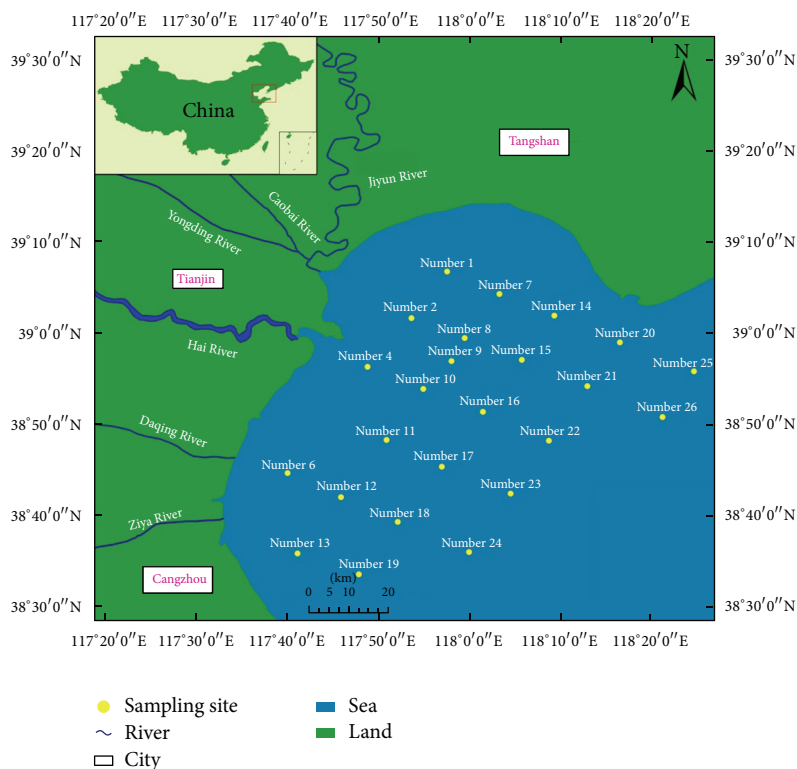 117°20′0″E 117°30′0″E 117°40′0″E 117°50′0″E 118°0′0″E 118°10′0″E 118°20′0″E
39°30′0″N
39°20′0″N
39°10′0″N
39°0′0″N
38°50′0″N
38°40′0″N
38°30′0″N
China
N
Tangshan
Jiyun River
Caobai River
Yongding River
Tianjin
Hai River
Daqing River
Ziya River
Cangzhou
Number 1
Number 7
Number 2
Number 14
Number 8
Number 20
Number 4
Number 9
Number 15
Number 25
Number 10
Number 21
Number 16
Number 26
Number 11
Number 22
Number 17
Number 6
Number 12
Number 23
Number 18
Number 13
Number 24
Number 19
(km)
0 5 10 20
39°30′0″N
39°20′0″N
39°10′0″N
39°0′0″N
38°50′0″N
38°40′0″N
38°30′0″N
117°20′0″E 117°30′0″E 117°40′0″E 117°50′0″E 118°0′0″E 118°10′0″E 118°20′0″E
Sampling site
River
City
Sea
Land